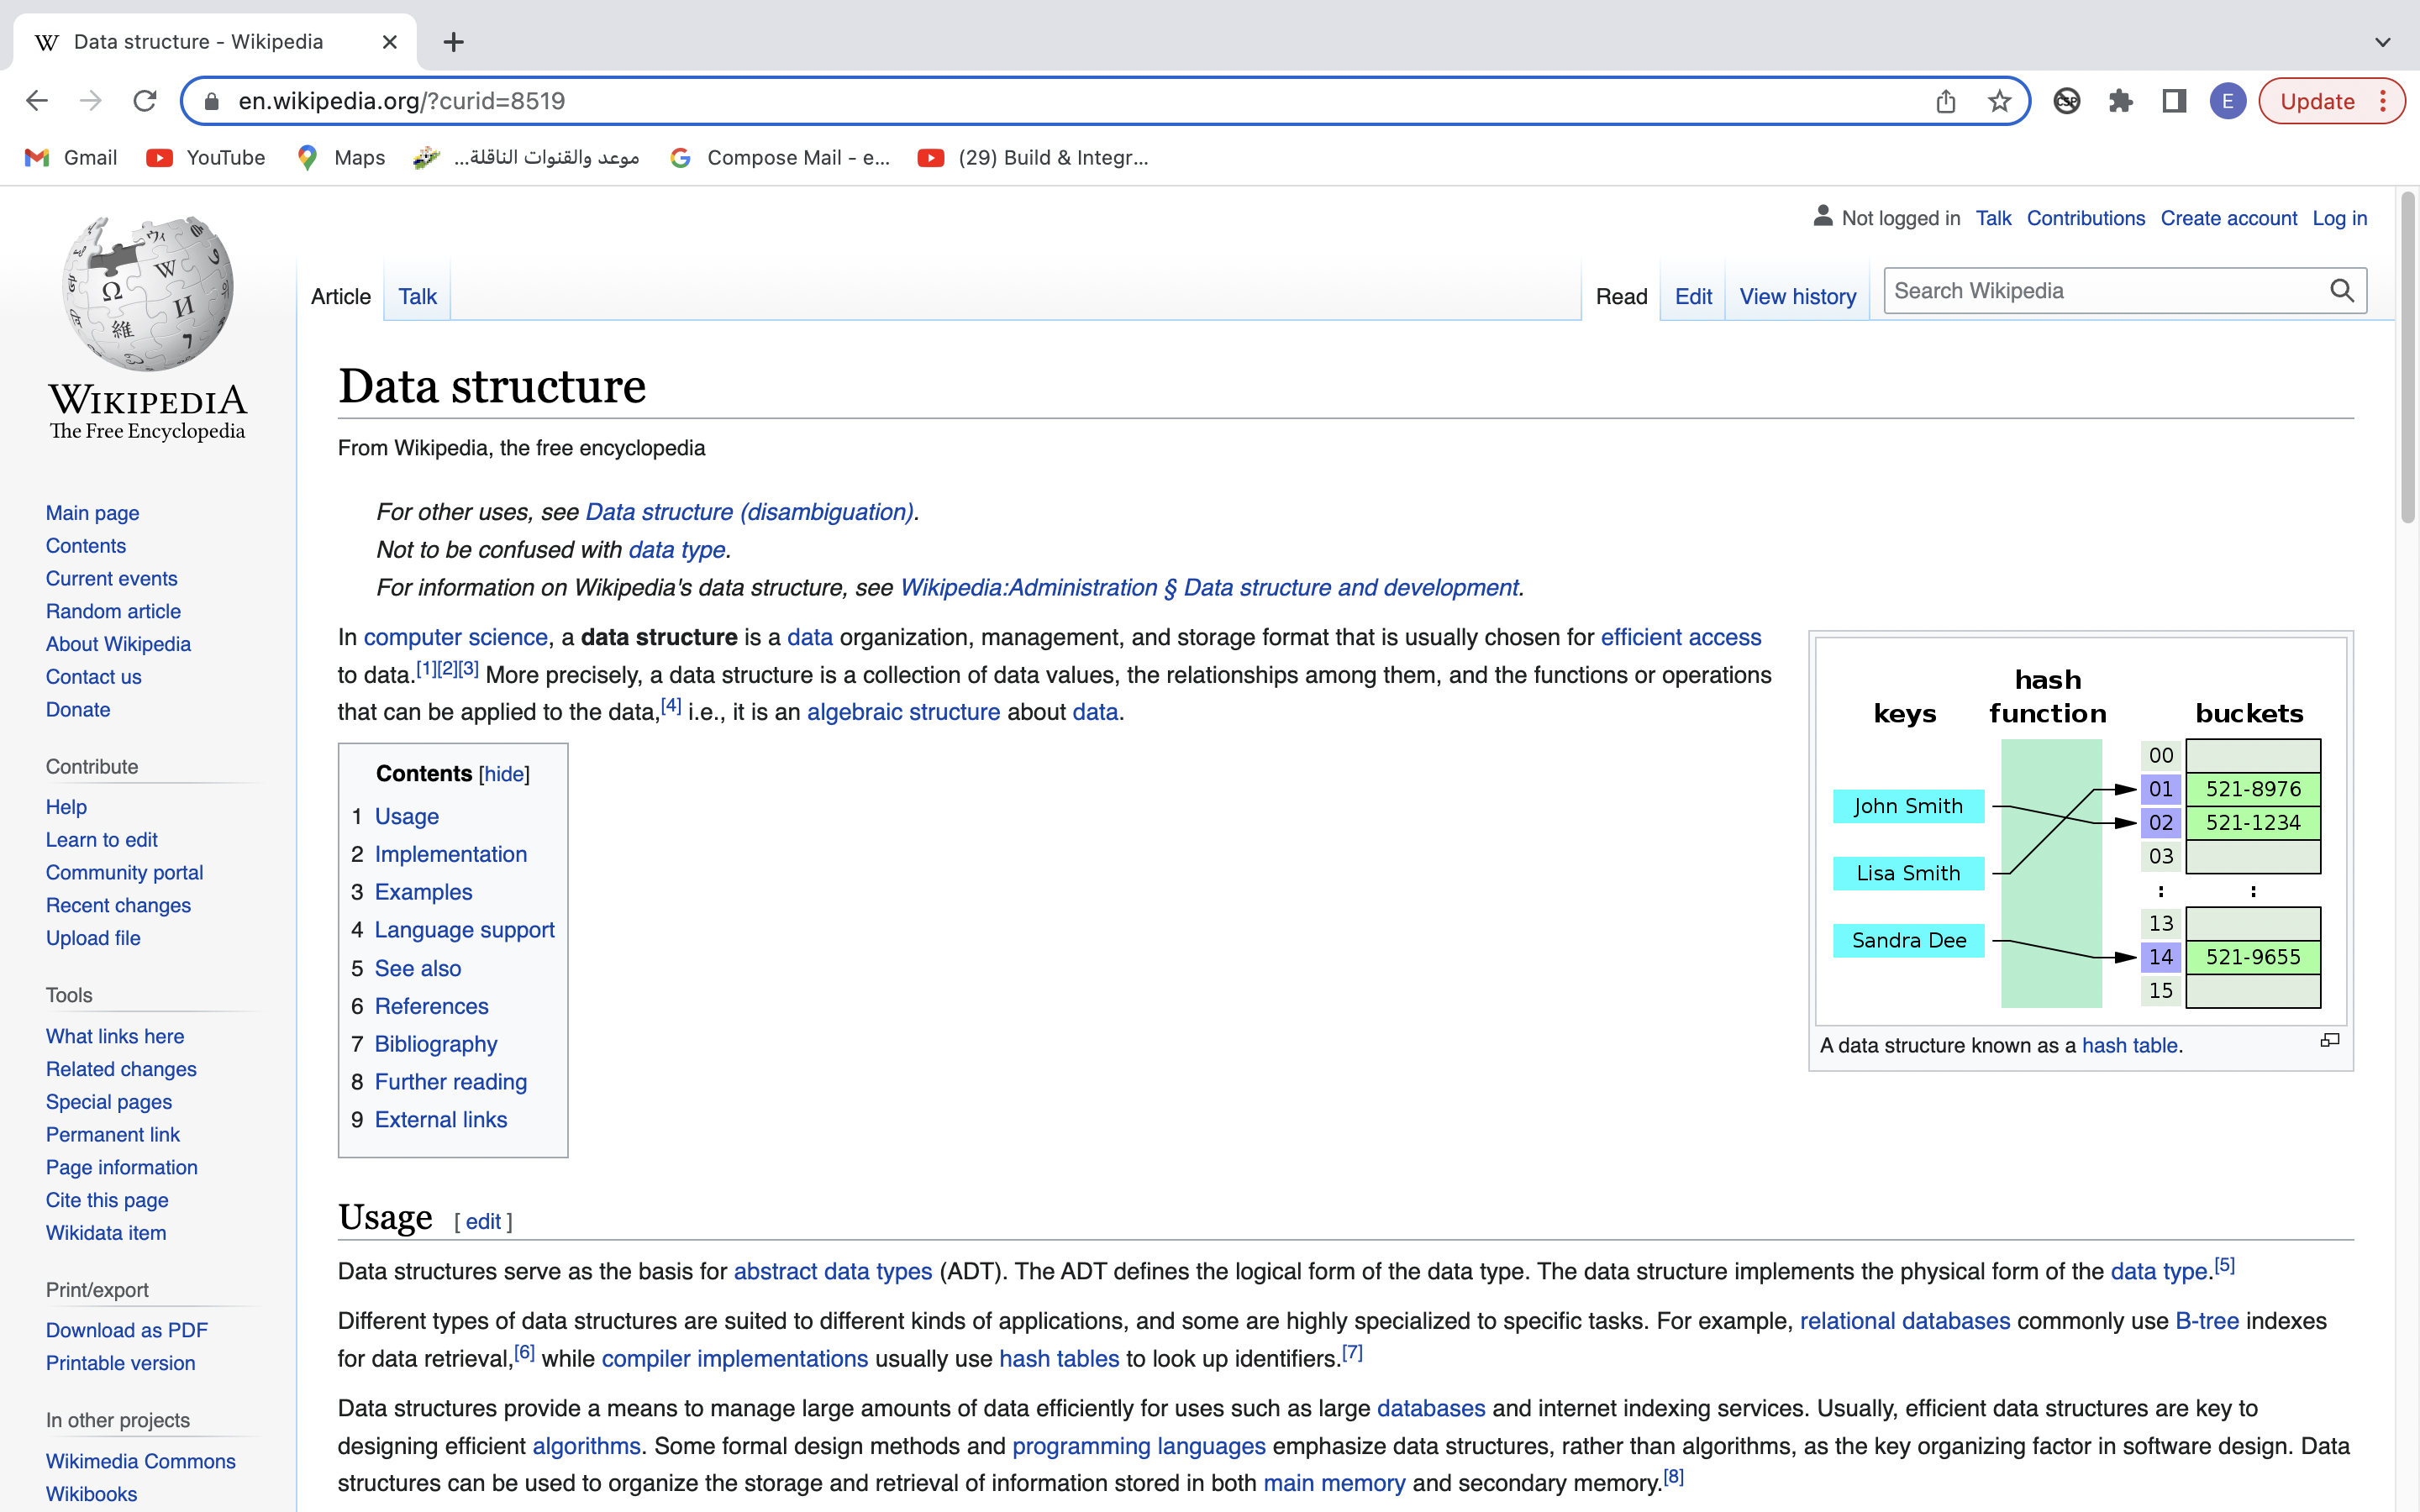 Data structure - Wikipedia
en.wikipedia.org/?curid=8519
E
Update
Gmail
YouTube
Maps
موعد والقنوات الناقلة...
Compose Mail - e...
(29) Build & Integr...
Not logged in Talk Contributions Create account Log in
Article Talk
Read Edit View history
Search Wikipedia
WIKIPEDIA
The Free Encyclopedia
Main page
Contents
Current events
Random article
About Wikipedia
Contact us
Donate
Contribute
Help
Learn to edit
Community portal
Recent changes
Upload file
Tools
What links here
Related changes
Special pages
Permanent link
Page information
Cite this page
Wikidata item
Print/export
Download as PDF
Printable version
In other projects
Wikimedia Commons
Wikibooks
Data structure
From Wikipedia, the free encyclopedia
For other uses, see Data structure (disambiguation).
Not to be confused with data type.
For information on Wikipedia's data structure, see Wikipedia:Administration § Data structure and development.
In computer science, a data structure is a data organization, management, and storage format that is usually chosen for efficient access
to data.[1][2][3] More precisely, a data structure is a collection of data values, the relationships among them, and the functions or operations
that can be applied to the data,[4] i.e., it is an algebraic structure about data.
keys
hash
function
buckets
John Smith
Lisa Smith
Sandra Dee
00
01 521-8976
02 521-1234
03
: :
13
14 521-9655
15
A data structure known as a hash table.
Contents [hide]
1 Usage
2 Implementation
3 Examples
4 Language support
5 See also
6 References
7 Bibliography
8 Further reading
9 External links
Usage [ edit ]
Data structures serve as the basis for abstract data types (ADT). The ADT defines the logical form of the data type. The data structure implements the physical form of the data type.[5]
Different types of data structures are suited to different kinds of applications, and some are highly specialized to specific tasks. For example, relational databases commonly use B-tree indexes
for data retrieval,[6] while compiler implementations usually use hash tables to look up identifiers.[7]
Data structures provide a means to manage large amounts of data efficiently for uses such as large databases and internet indexing services. Usually, efficient data structures are key to
designing efficient algorithms. Some formal design methods and programming languages emphasize data structures, rather than algorithms, as the key organizing factor in software design. Data
structures can be used to organize the storage and retrieval of information stored in both main memory and secondary memory.[8]